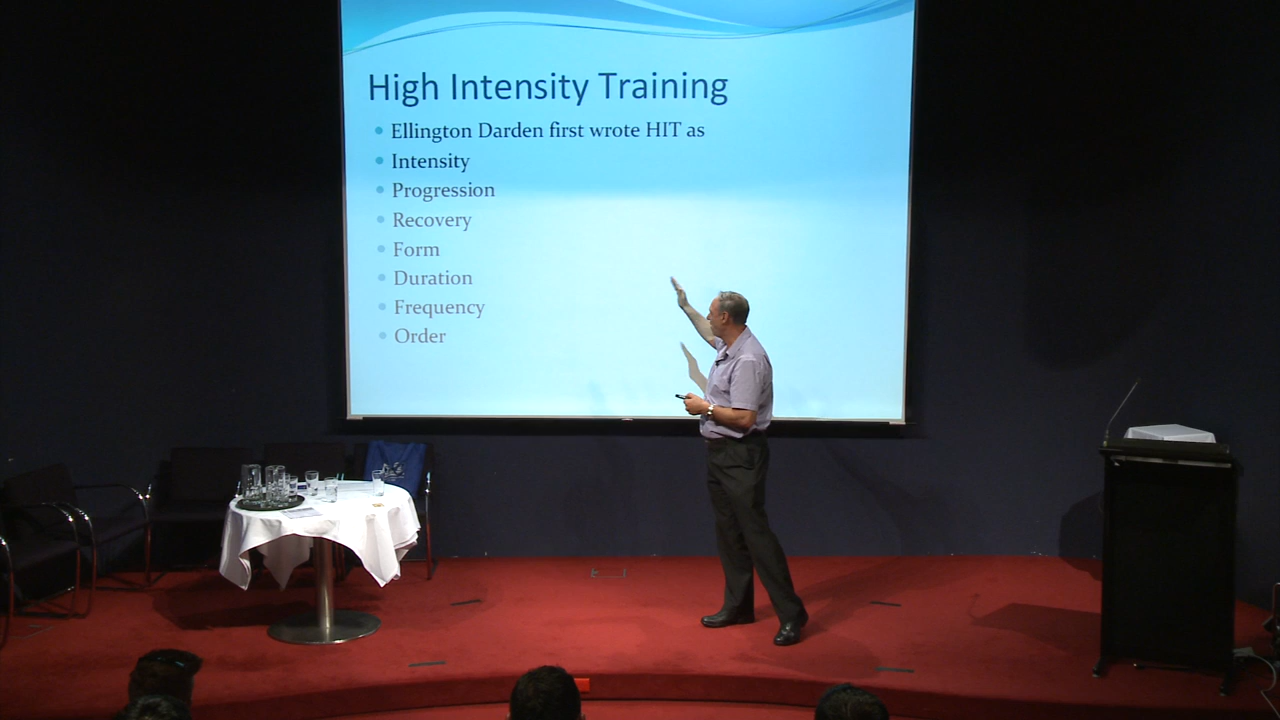 High Intensity Training
Ellington Darden first wrote HIT as
Intensity
Progression
Recovery
Form
Duration
Frequency
Order